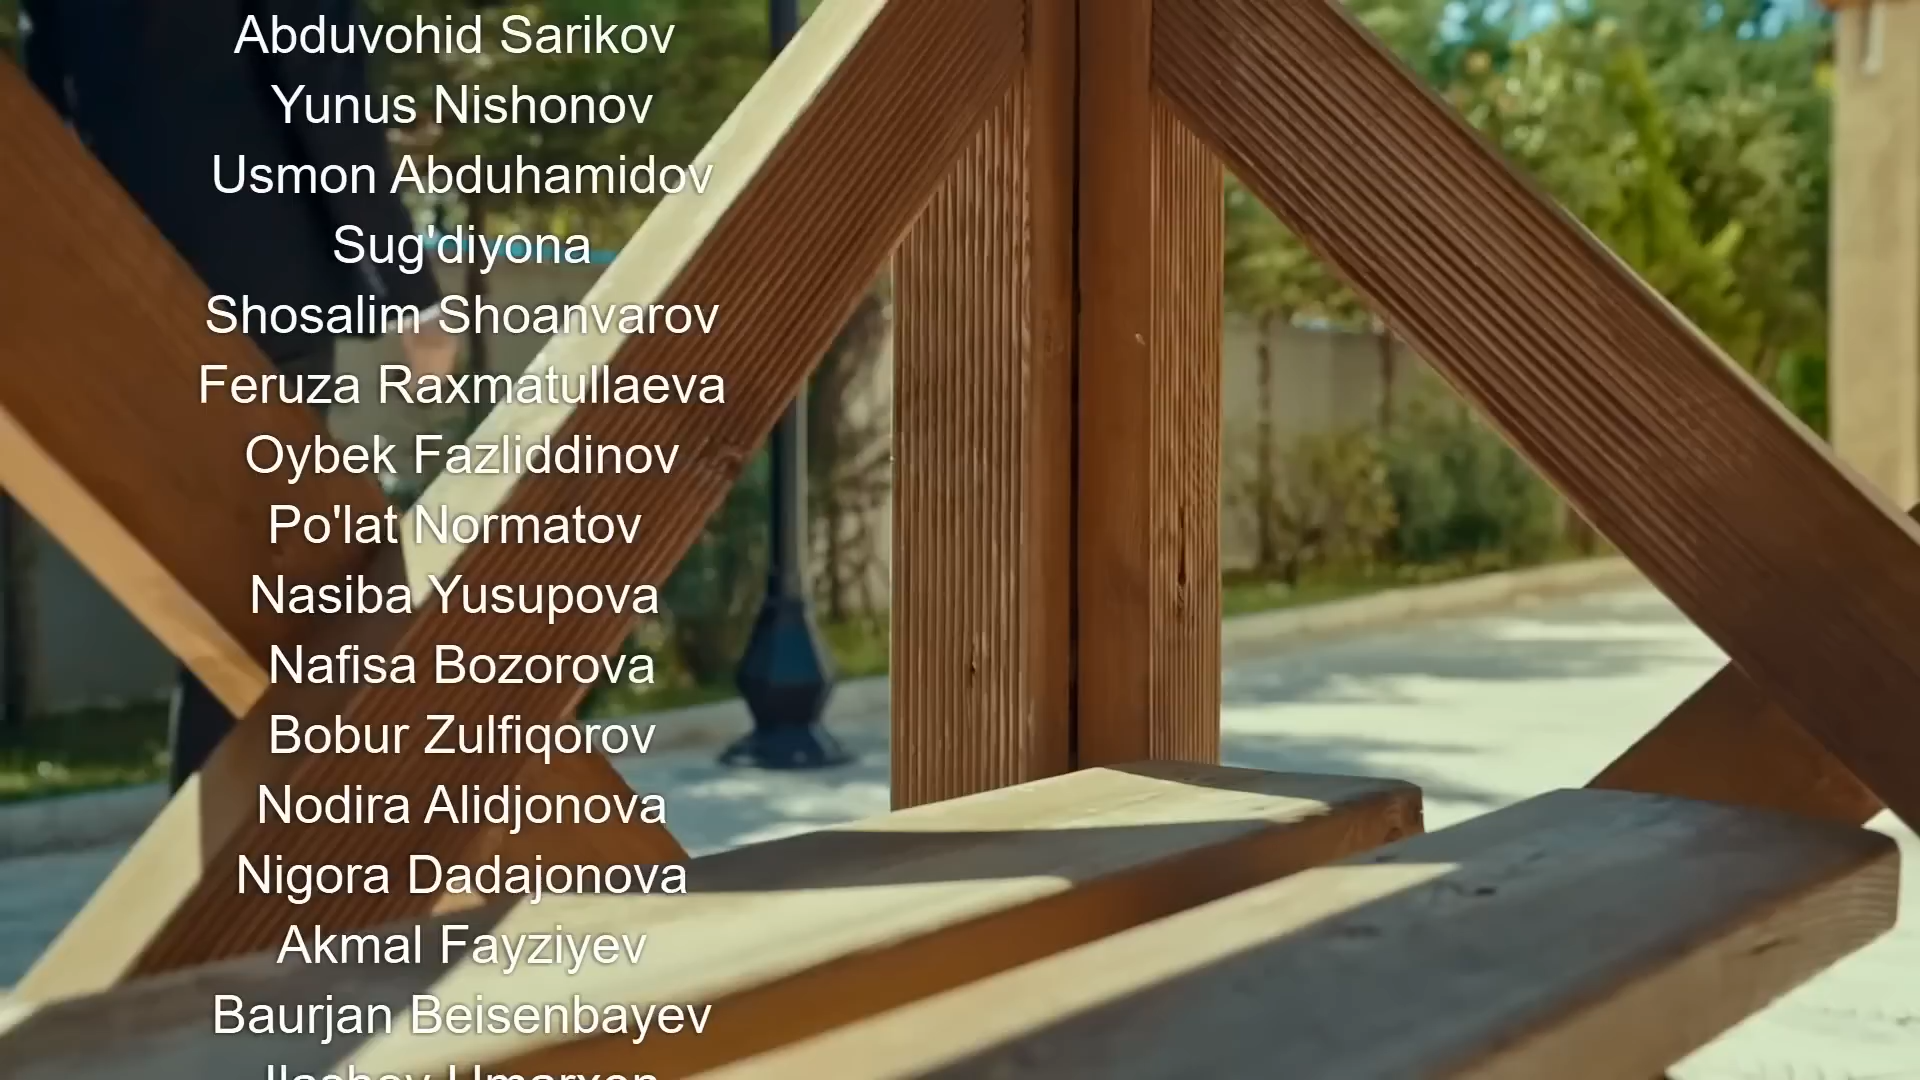 Abduvohid Sarikov
Yunus Nishonov
Usmon Abduhamidov
Sug'diyona
Shosalim Shoanvarov
Feruza Raxmatullaeva
Oybek Fazliddinov
Po'lat Normatov
Nasiba Yusupova
Nafisa Bozorova
Bobur Zulfiqorov
Nodira Alidjonova
Nigora Dadajonova
Akmal Fayziyev
Baurjan Beisenbayev